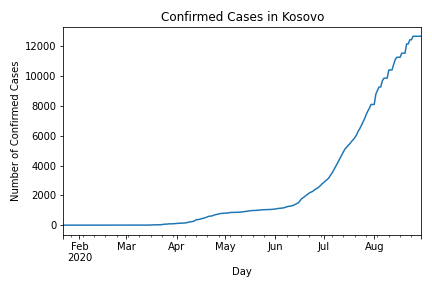 Confirmed Cases in Kosovo
Number of Confirmed Cases
12000
10000
8000
6000
4000
2000
0
Feb Mar Apr May Jun Jul Aug
2020
Day